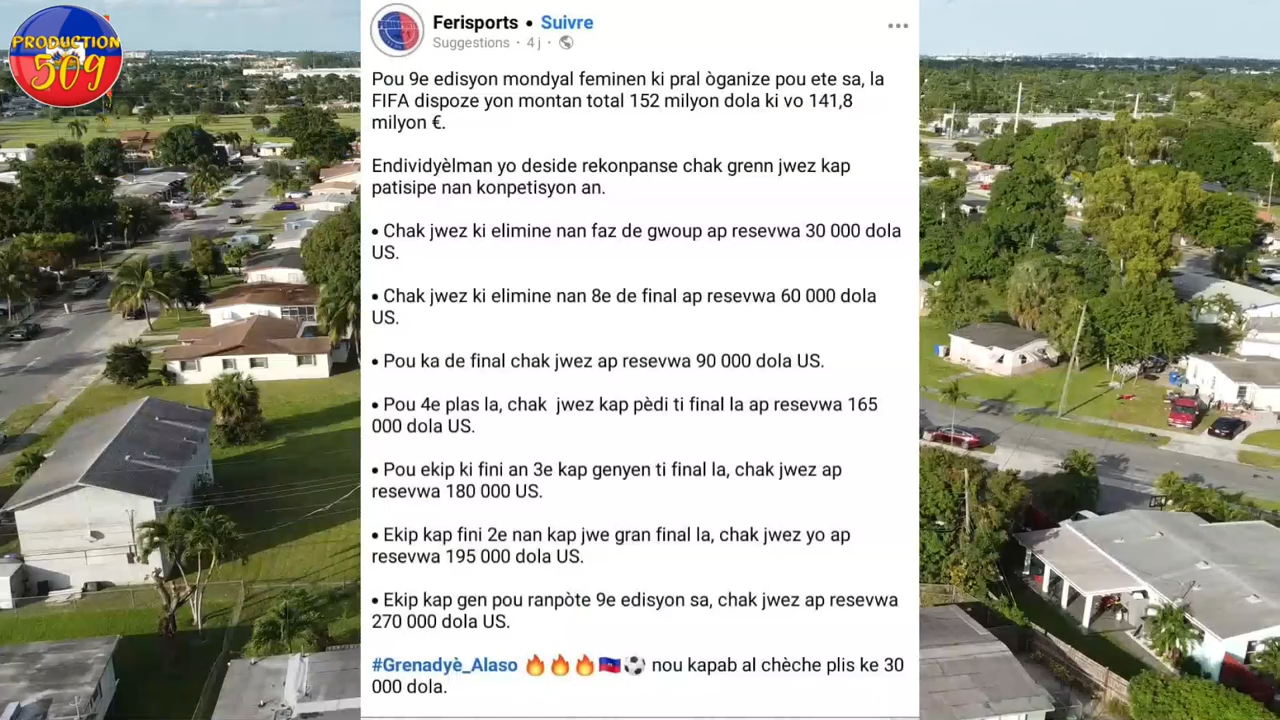 PRODUCTION
509
Ferisports • Suivre
Suggestions · 4 j ·
Pou 9e edisyon mondyal feminen ki pral òganize pou ete sa, la
FIFA dispoze yon montan total 152 milyon dola ki vo 141,8
milyon €.
Endividyèlman yo deside rekonpanse chak grenn jwez kap
patisipe nan konpetisyon an.
• Chak jwez ki elimine nan faz de gwoup ap resevwa 30 000 dola
US.
• Chak jwez ki elimine nan 8e de final ap resevwa 60 000 dola
US.
• Pou ka de final chak jwez ap resevwa 90 000 dola US.
• Pou 4e plas la, chak  jwez kap pèdi ti final la ap resevwa 165
000 dola US.
• Pou ekip ki fini an 3e kap genyen ti final la, chak jwez ap
resevwa 180 000 US.
• Ekip kap fini 2e nan kap jwe gran final la, chak jwez yo ap
resevwa 195 000 dola US.
• Ekip kap gen pou ranpòte 9e edisyon sa, chak jwez ap resevwa
270 000 dola US.
#Grenadyè_Alaso 🔥🔥🔥🇭🇹⚽ nou kapab al chèche plis ke 30
000 dola.